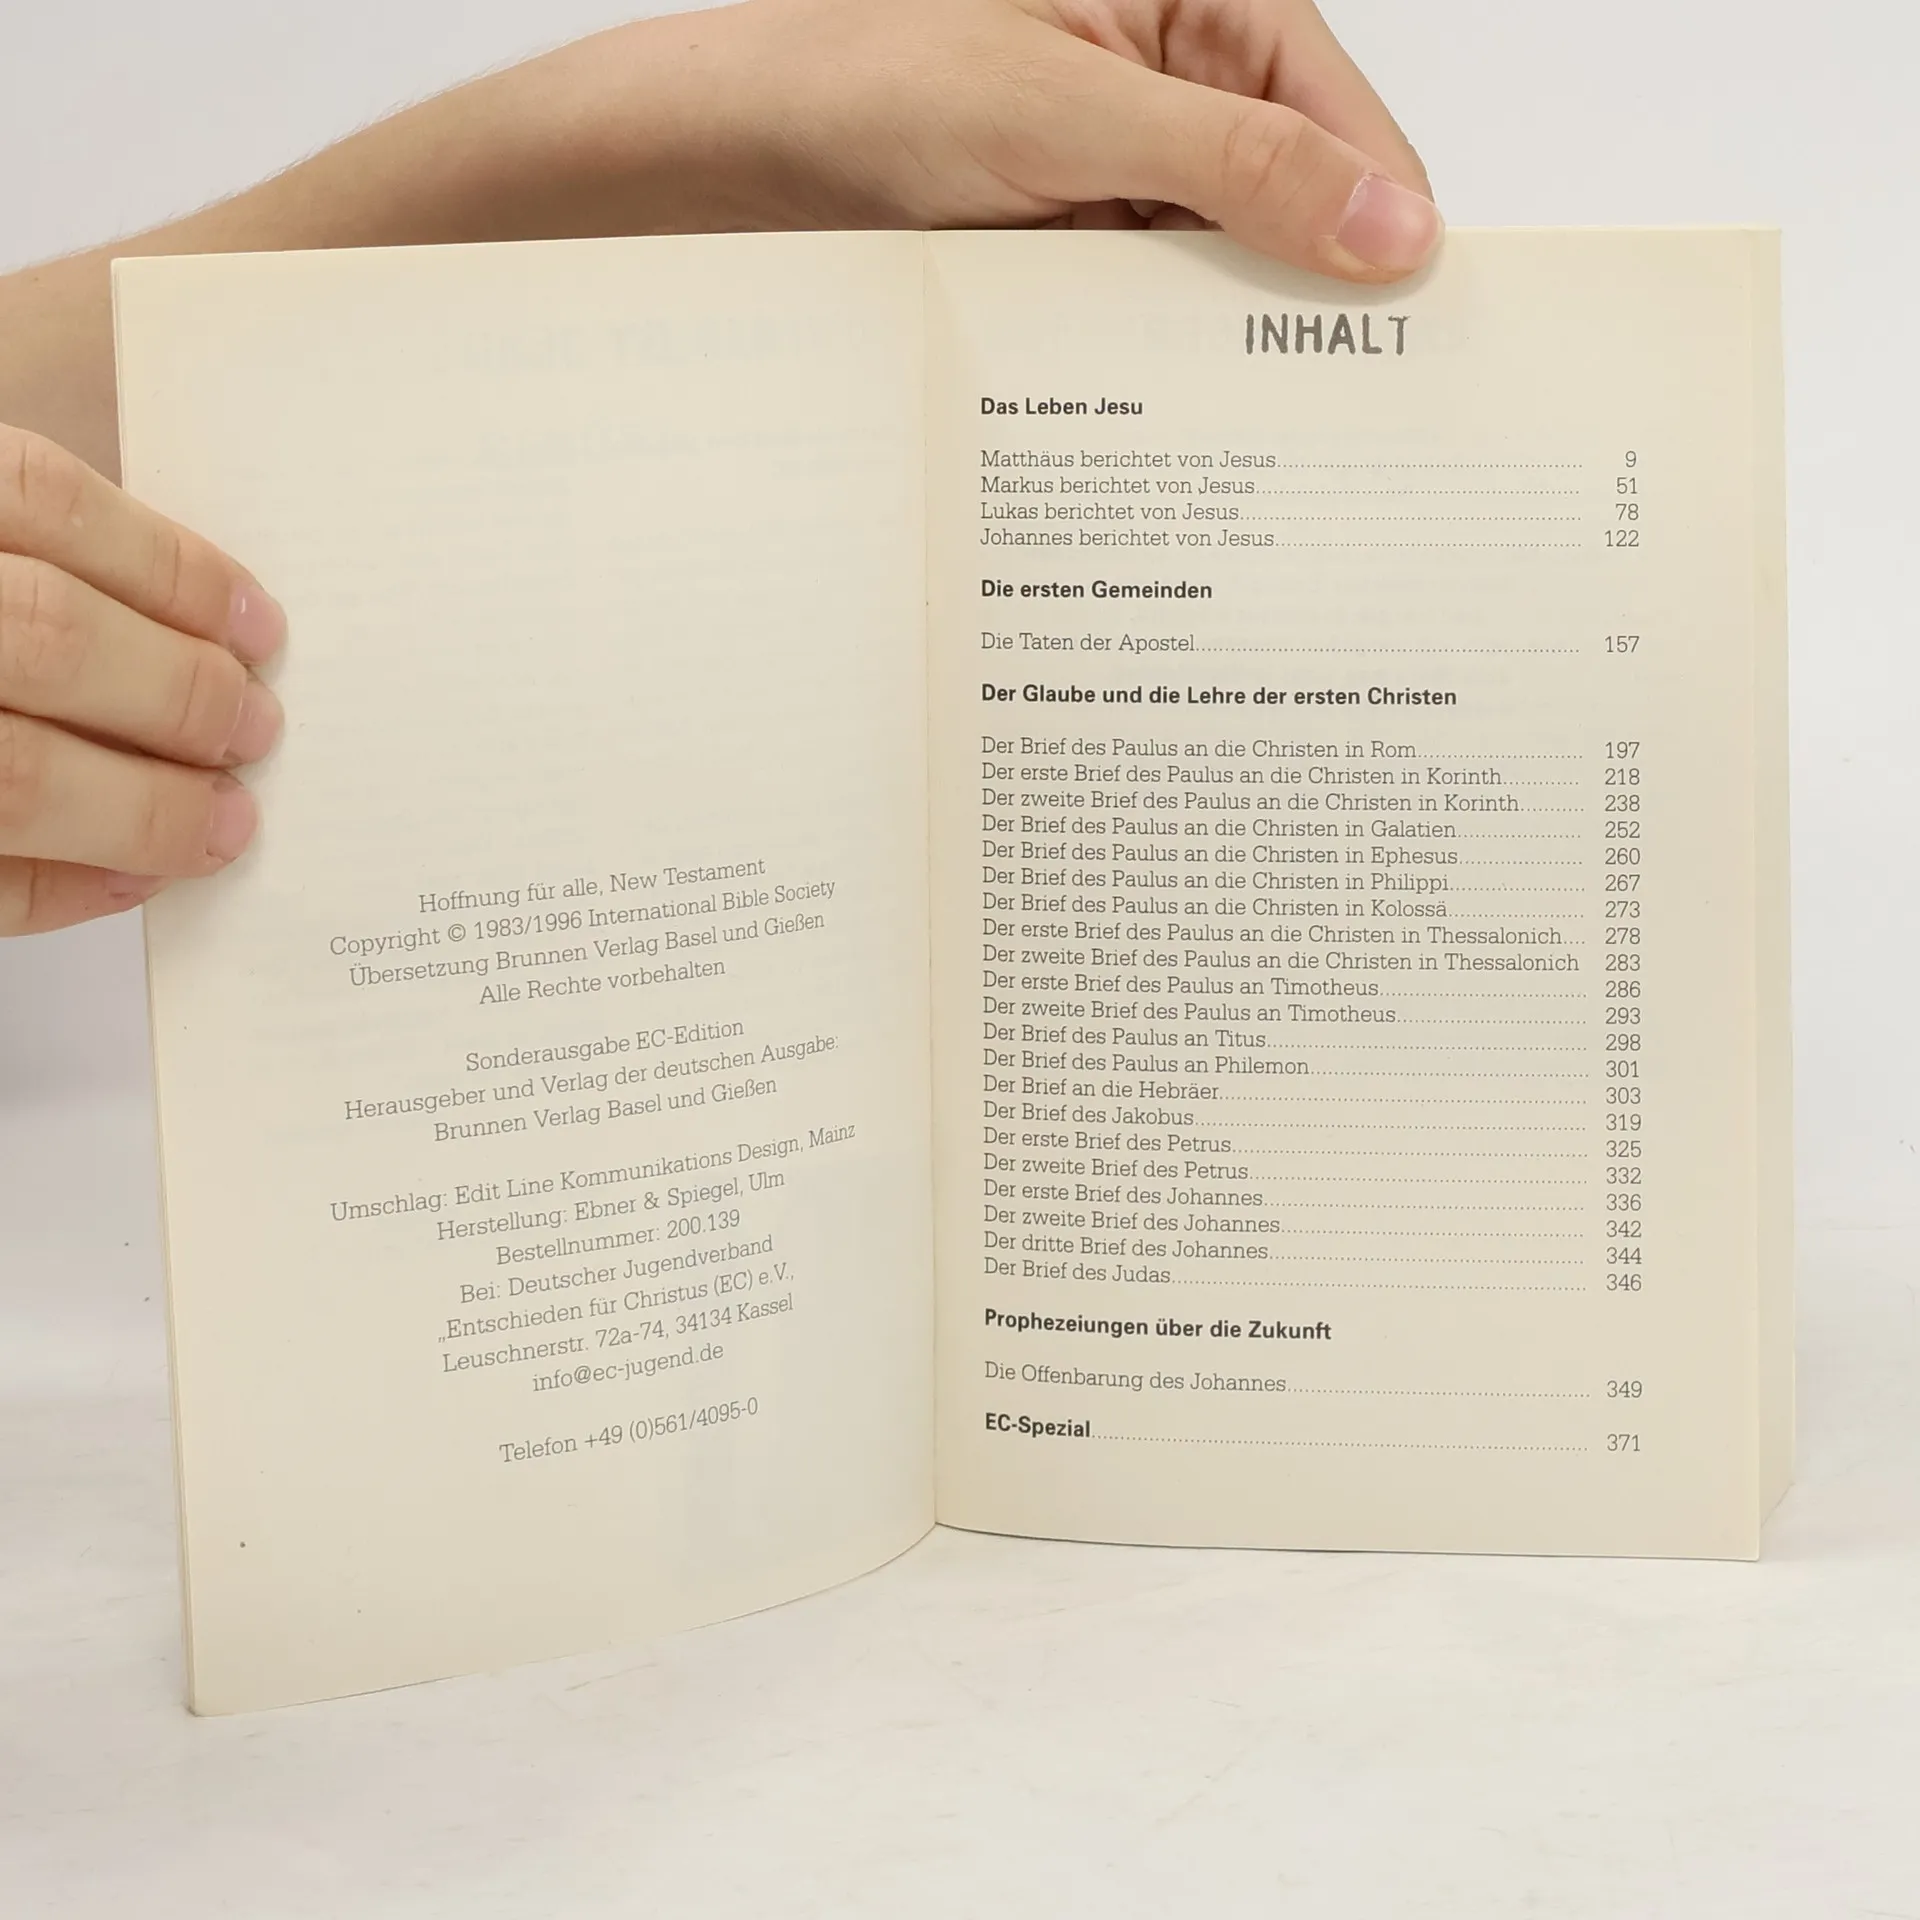 Hoffnung für alle, New Testament
Copyright © 1983/1996 International Bible Society
Übersetzung Brunnen Verlag Basel und Gießen
Alle Rechte vorbehalten
Sonderausgabe EC-Edition
Herausgeber und Verlag der deutschen Ausgabe:
Brunnen Verlag Basel und Gießen
Umschlag: Edit Line Kommunikations Design, Mainz
Herstellung: Ebner & Spiegel, Ulm
Bestellnummer: 200.139
Bei: Deutscher Jugendverband
„Entschieden für Christus (EC) e.V.,
Leuschnerstr. 72a-74, 34134 Kassel
info@ec-jugend.de
Telefon +49 (0)561/4095-0
INHALT
Das Leben Jesu
Matthäus berichtet von Jesus.......... 9
Markus berichtet von Jesus.......... 51
Lukas berichtet von Jesus.......... 78
Johannes berichtet von Jesus.......... 122
Die ersten Gemeinden
Die Taten der Apostel.......... 157
Der Glaube und die Lehre der ersten Christen
Der Brief des Paulus an die Christen in Rom.......... 197
Der erste Brief des Paulus an die Christen in Korinth.......... 218
Der zweite Brief des Paulus an die Christen in Korinth.......... 238
Der Brief des Paulus an die Christen in Galatien.......... 252
Der Brief des Paulus an die Christen in Ephesus.......... 260
Der Brief des Paulus an die Christen in Philippi.......... 267
Der Brief des Paulus an die Christen in Kolossä.......... 273
Der erste Brief des Paulus an die Christen in Thessalonich.... 278
Der zweite Brief des Paulus an die Christen in Thessalonich 283
Der erste Brief des Paulus an Timotheus.......... 286
Der zweite Brief des Paulus an Timotheus.......... 293
Der Brief des Paulus an Titus.......... 298
Der Brief des Paulus an Philemon.......... 301
Der Brief an die Hebräer.......... 303
Der Brief des Jakobus.......... 319
Der erste Brief des Petrus.......... 325
Der zweite Brief des Petrus.......... 332
Der erste Brief des Johannes.......... 336
Der zweite Brief des Johannes.......... 342
Der dritte Brief des Johannes.......... 344
Der Brief des Judas.......... 346
Prophezeiungen über die Zukunft
Die Offenbarung des Johannes.......... 349
EC-Spezial.......... 371